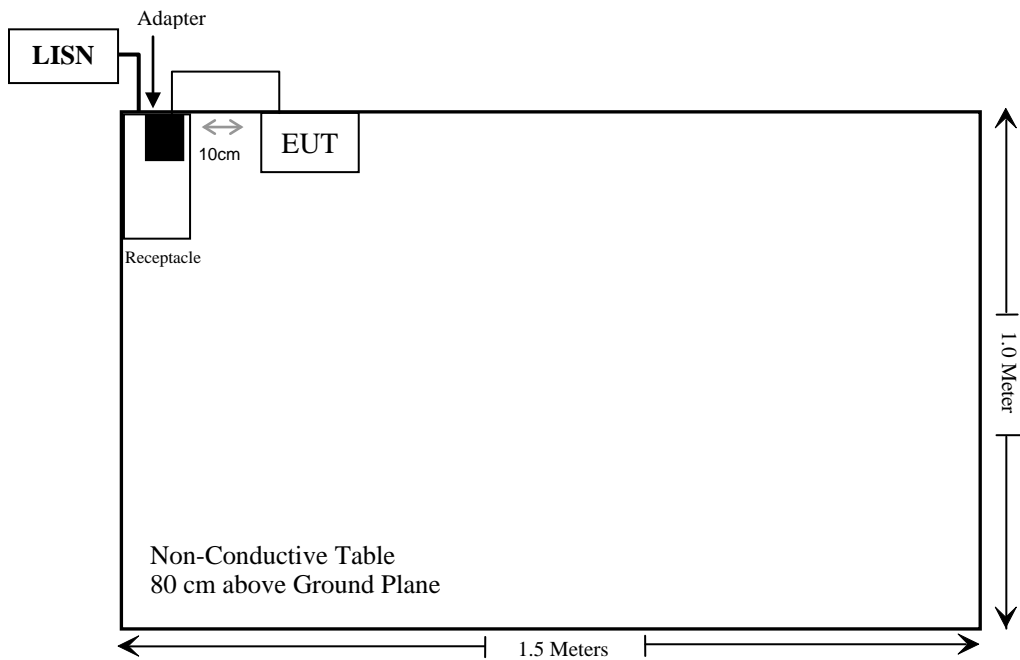 Adapter
LISN
EUT
10cm
Receptacle
1.0 Meter
Non-Conductive Table
80 cm above Ground Plane
1.5 Meters